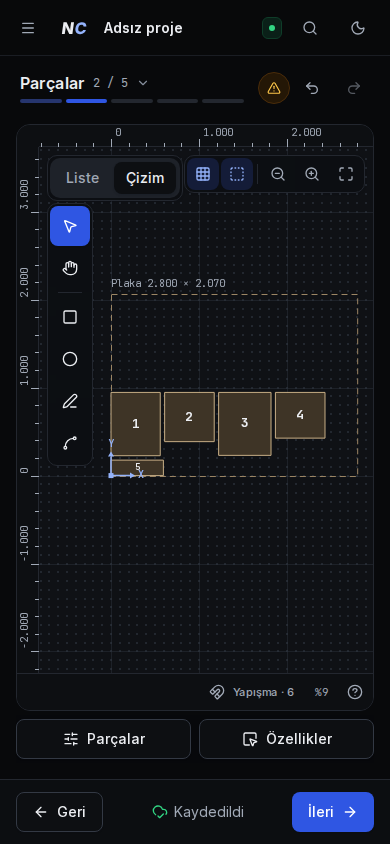 NC Adsız proje
Parçalar 2 / 5
0 1.000 2.000
Liste Çizim
3.000
2.000
Plaka 2.800 × 2.070
1.000
1 2 3 4
Y
5
0
X
-1.000
-2.000
Yapışma · 6 %9
Parçalar Özellikler
Geri Kaydedildi İleri